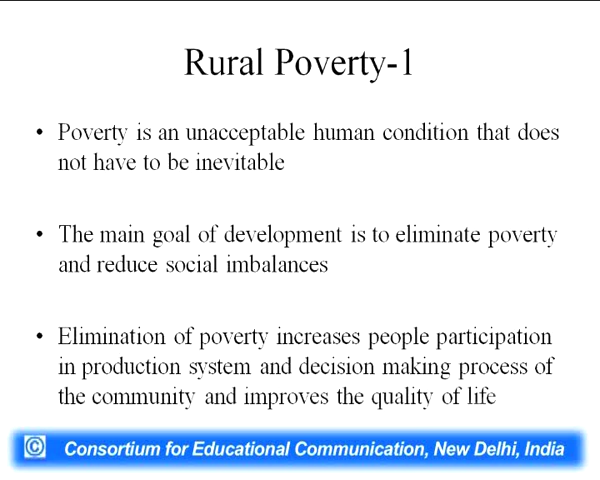 Rural Poverty-1
• Poverty is an unacceptable human condition that does
not have to be inevitable
• The main goal of development is to eliminate poverty
and reduce social imbalances
• Elimination of poverty increases people participation
in production system and decision making process of
the community and improves the quality of life
© Consortium for Educational Communication, New Delhi, India